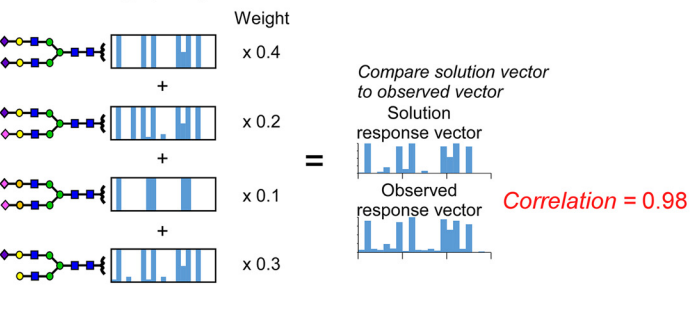 Weight
x 0.4
+
x 0.2
+
x 0.1
+
x 0.3
=
Compare solution vector
to observed vector
Solution
response vector
Observed
response vector
Correlation = 0.98